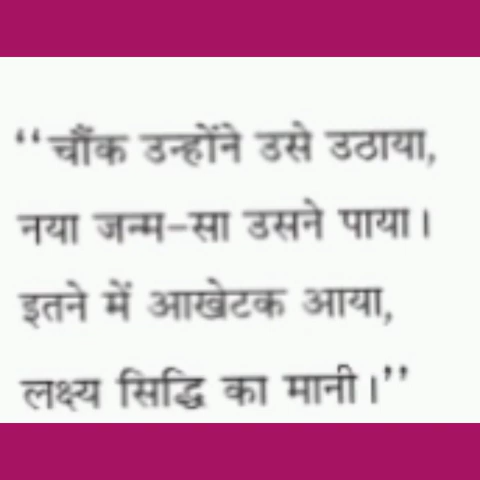 “चौंक उन्होंने उसे उठाया,
नया जन्म-सा उसने पाया।
इतने में आखेटक आया,
लक्ष्य सिद्धि का मानी।”